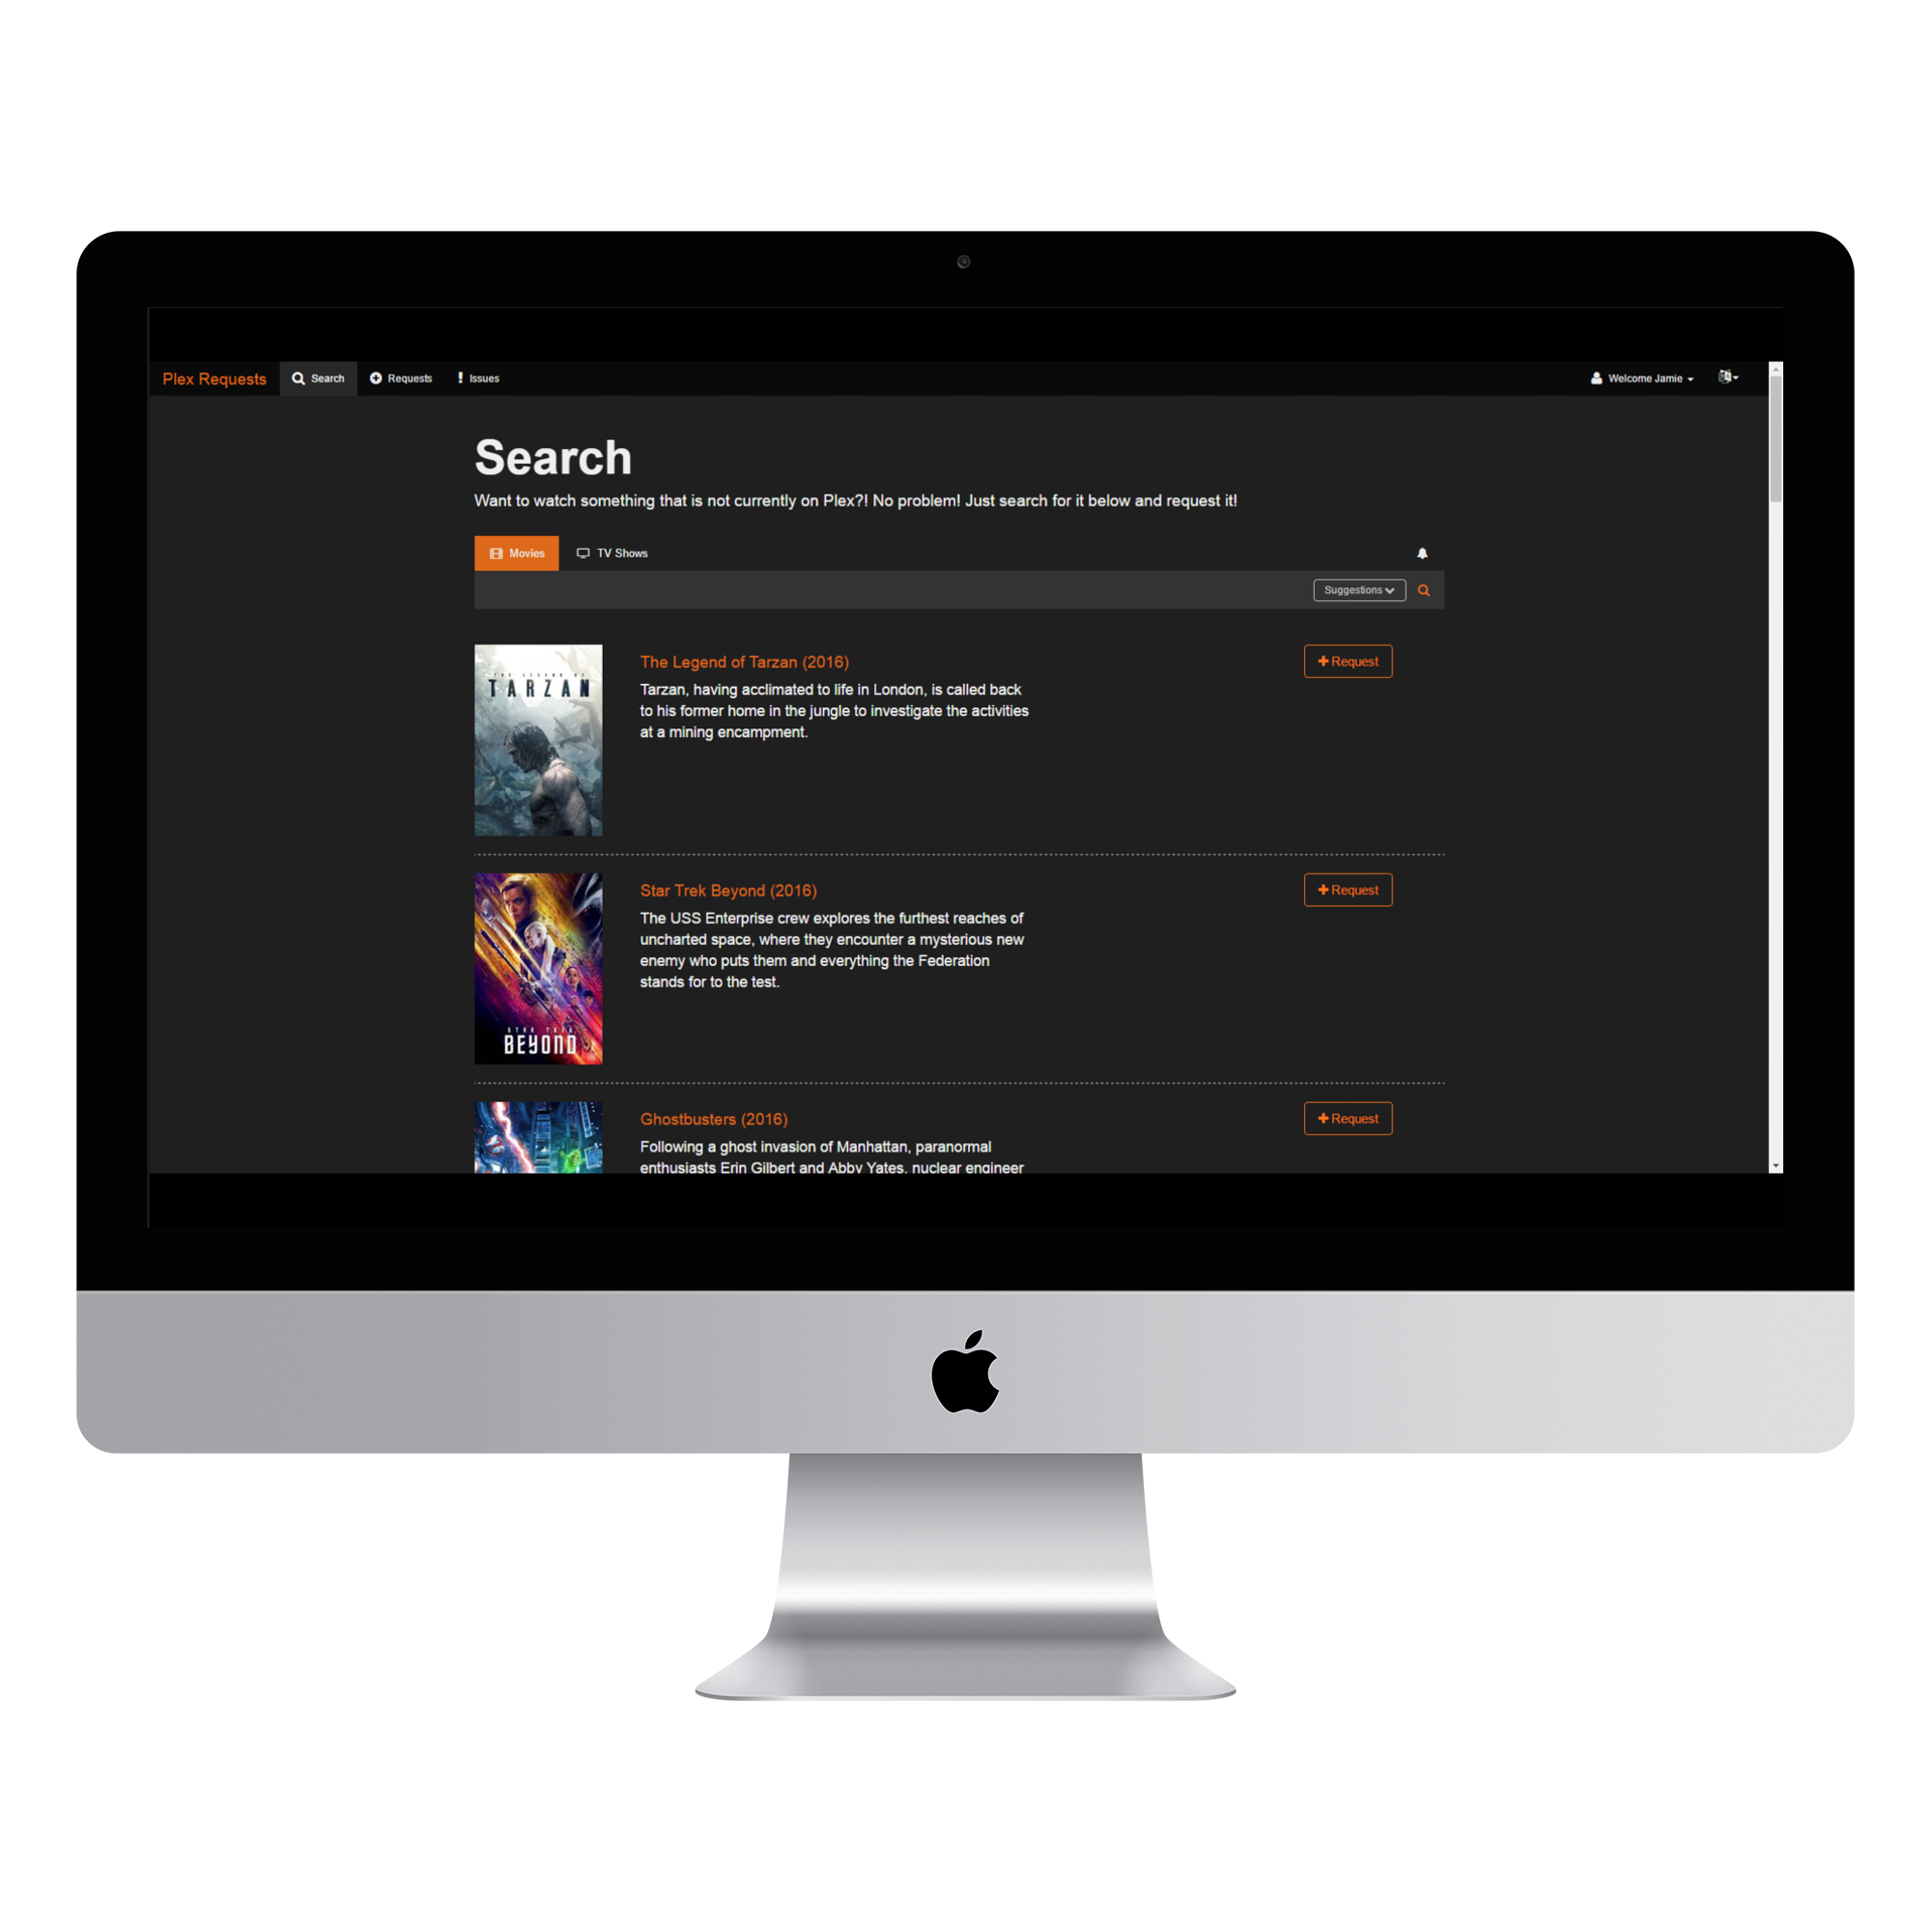 Plex Requests Search Requests Issues Welcome Jamie
Search
Want to watch something that is not currently on Plex?! No problem! Just search for it below and request it!
Movies TV Shows
Suggestions
THE LEGEND OF
TARZAN
The Legend of Tarzan (2016)
Request
Tarzan, having acclimated to life in London, is called back
to his former home in the jungle to investigate the activities
at a mining encampment.
Star Trek Beyond (2016)
Request
The USS Enterprise crew explores the furthest reaches of
uncharted space, where they encounter a mysterious new
enemy who puts them and everything the Federation
stands for to the test.
STAR TREK
BEYOND
Ghostbusters (2016)
Request
Following a ghost invasion of Manhattan, paranormal
enthusiasts Erin Gilbert and Abby Yates, nuclear engineer